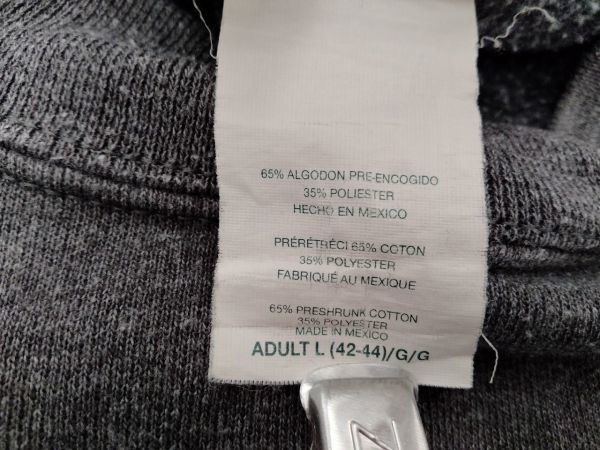 65% ALGODON PRE-ENCOGIDO
35% POLIESTER
HECHO EN MEXICO
PRÉRÉTRÉCI 65% COTON
35% POLYESTER
FABRIQUÉ AU MEXIQUE
65% PRESHRUNK COTTON
35% POLYESTER
MADE IN MEXICO
ADULT L (42-44)/G/G